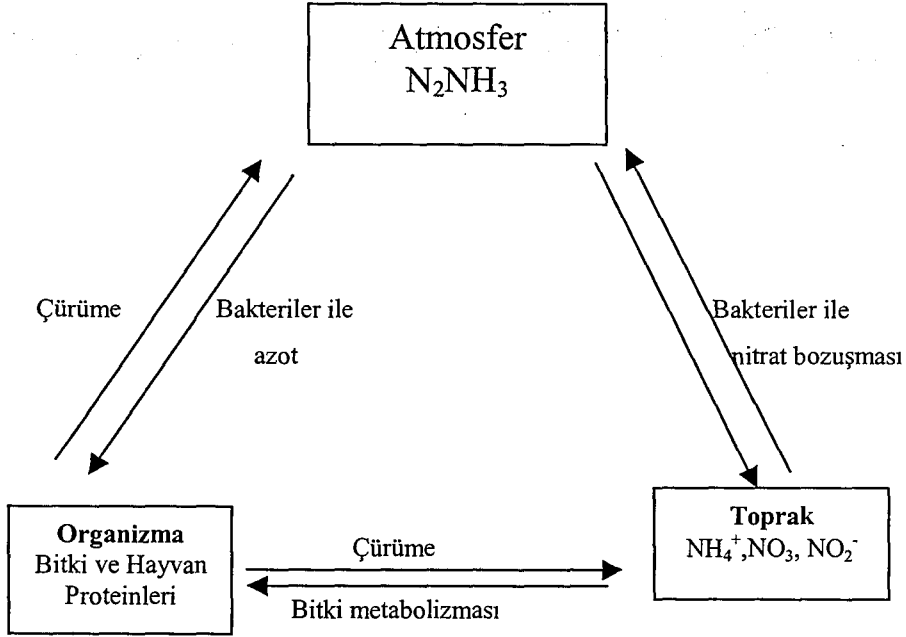 Atmosfer
N₂NH₃
Çürüme
Bakteriler ile
azot
Bakteriler ile
nitrat bozuşması
Organizma
Bitki ve Hayvan
Proteinleri
Çürüme
Bitki metabolizması
Toprak
NH₄⁺,NO₃, NO₂⁻